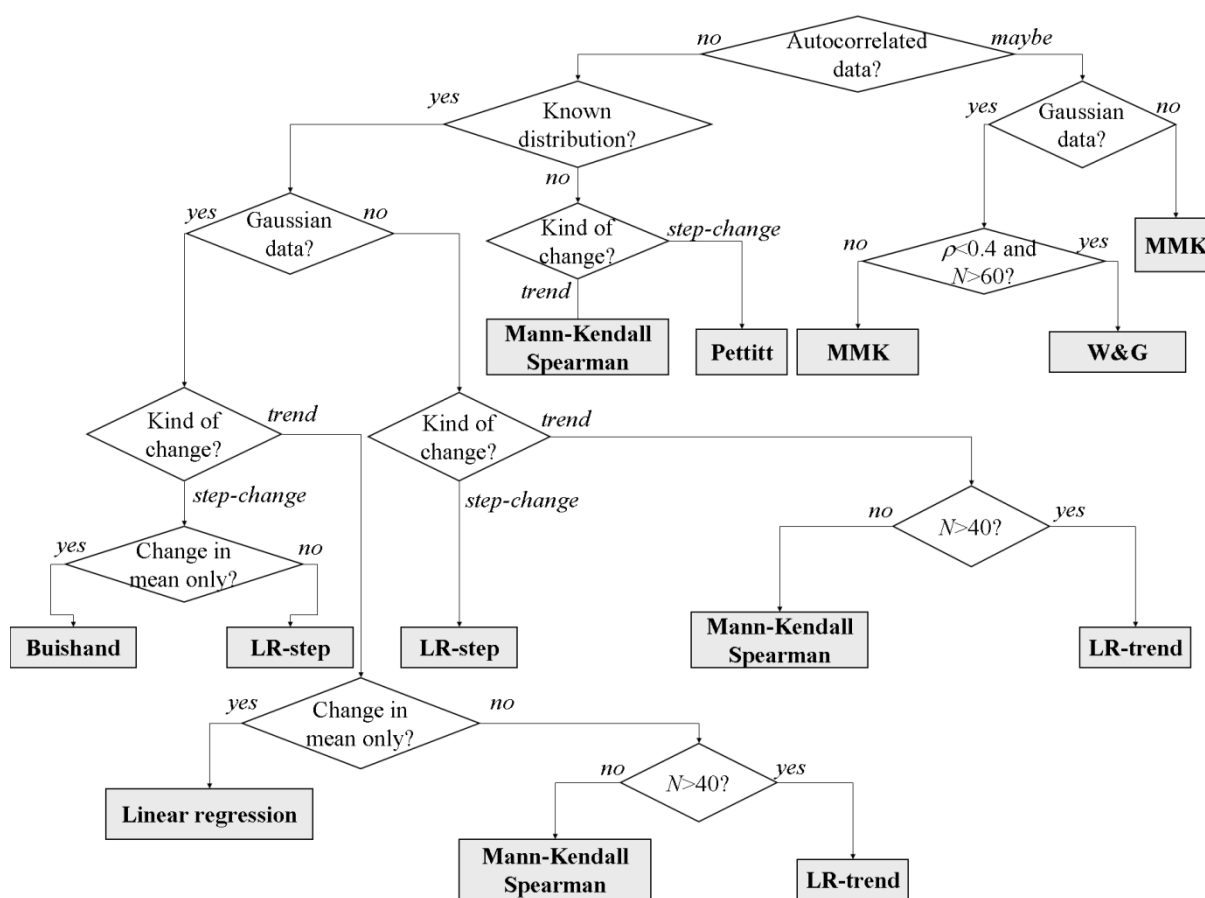 no
Autocorrelated
data?
maybe
yes
Known
distribution?
yes
Gaussian
data?
no
no
yes
Gaussian
data?
no
Kind of
change?
step-change
no
ρ<0.4 and
N>60?
yes
MMK
trend
Mann-Kendall
Spearman
Pettitt
MMK
W&G
Kind of
change?
trend
Kind of
change?
trend
step-change
step-change
no
N>40?
yes
yes
Change in
mean only?
no
Buishand
LR-step
LR-step
Mann-Kendall
Spearman
LR-trend
yes
Change in
mean only?
no
no
N>40?
yes
Linear regression
Mann-Kendall
Spearman
LR-trend